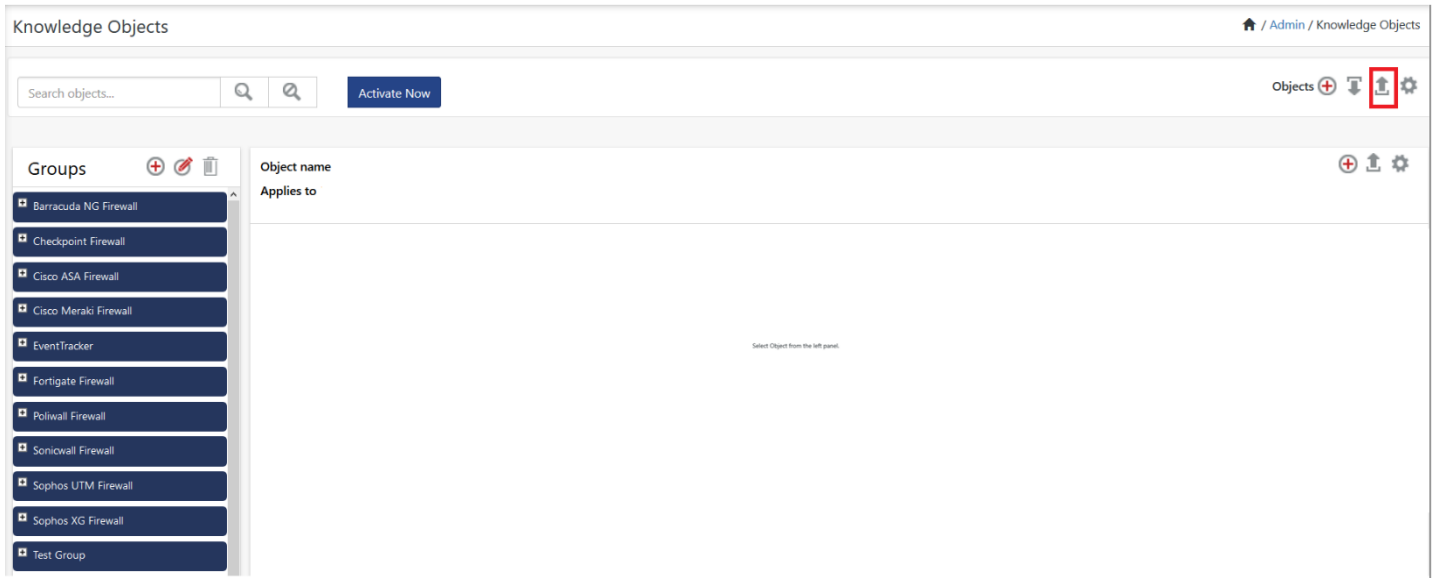 Knowledge Objects
/ Admin / Knowledge Objects
Search objects...
Activate Now
Objects
Groups
Object name
Applies to
Barracuda NG Firewall
Checkpoint Firewall
Cisco ASA Firewall
Cisco Meraki Firewall
EventTracker
Select Object from the left panel.
Fortigate Firewall
Poliwall Firewall
Sonicwall Firewall
Sophos UTM Firewall
Sophos XG Firewall
Test Group